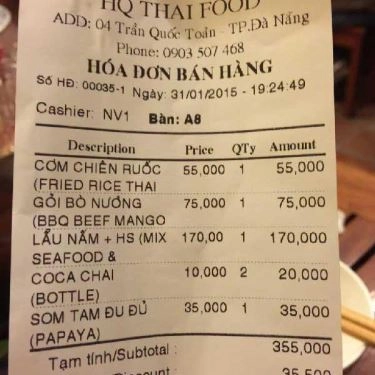 HQ THAI FOOD
ADD: 04 Trần Quốc Toản - TP.Đà Nẵng
Phone: 0903 507 468
HÓA ĐƠN BÁN HÀNG
Số HĐ: 00035-1 Ngày: 31/01/2015 - 19:24:49
Cashier: NV1 Bàn: A8
Description Price QTy Amount
CƠM CHIÊN RUỐC 55,000 1 55,000
(FRIED RICE THAI
GỎI BÒ NƯỚNG 75,000 1 75,000
(BBQ BEEF MANGO
LẨU NẤM + HS (MIX 170,00 1 170,000
SEAFOOD &
COCA CHAI 10,000 2 20,000
(BOTTLE)
SOM TAM ĐU ĐỦ 35,000 1 35,000
(PAPAYA)
Tạm tính/Subtotal : 355,000
Discount : 35,500